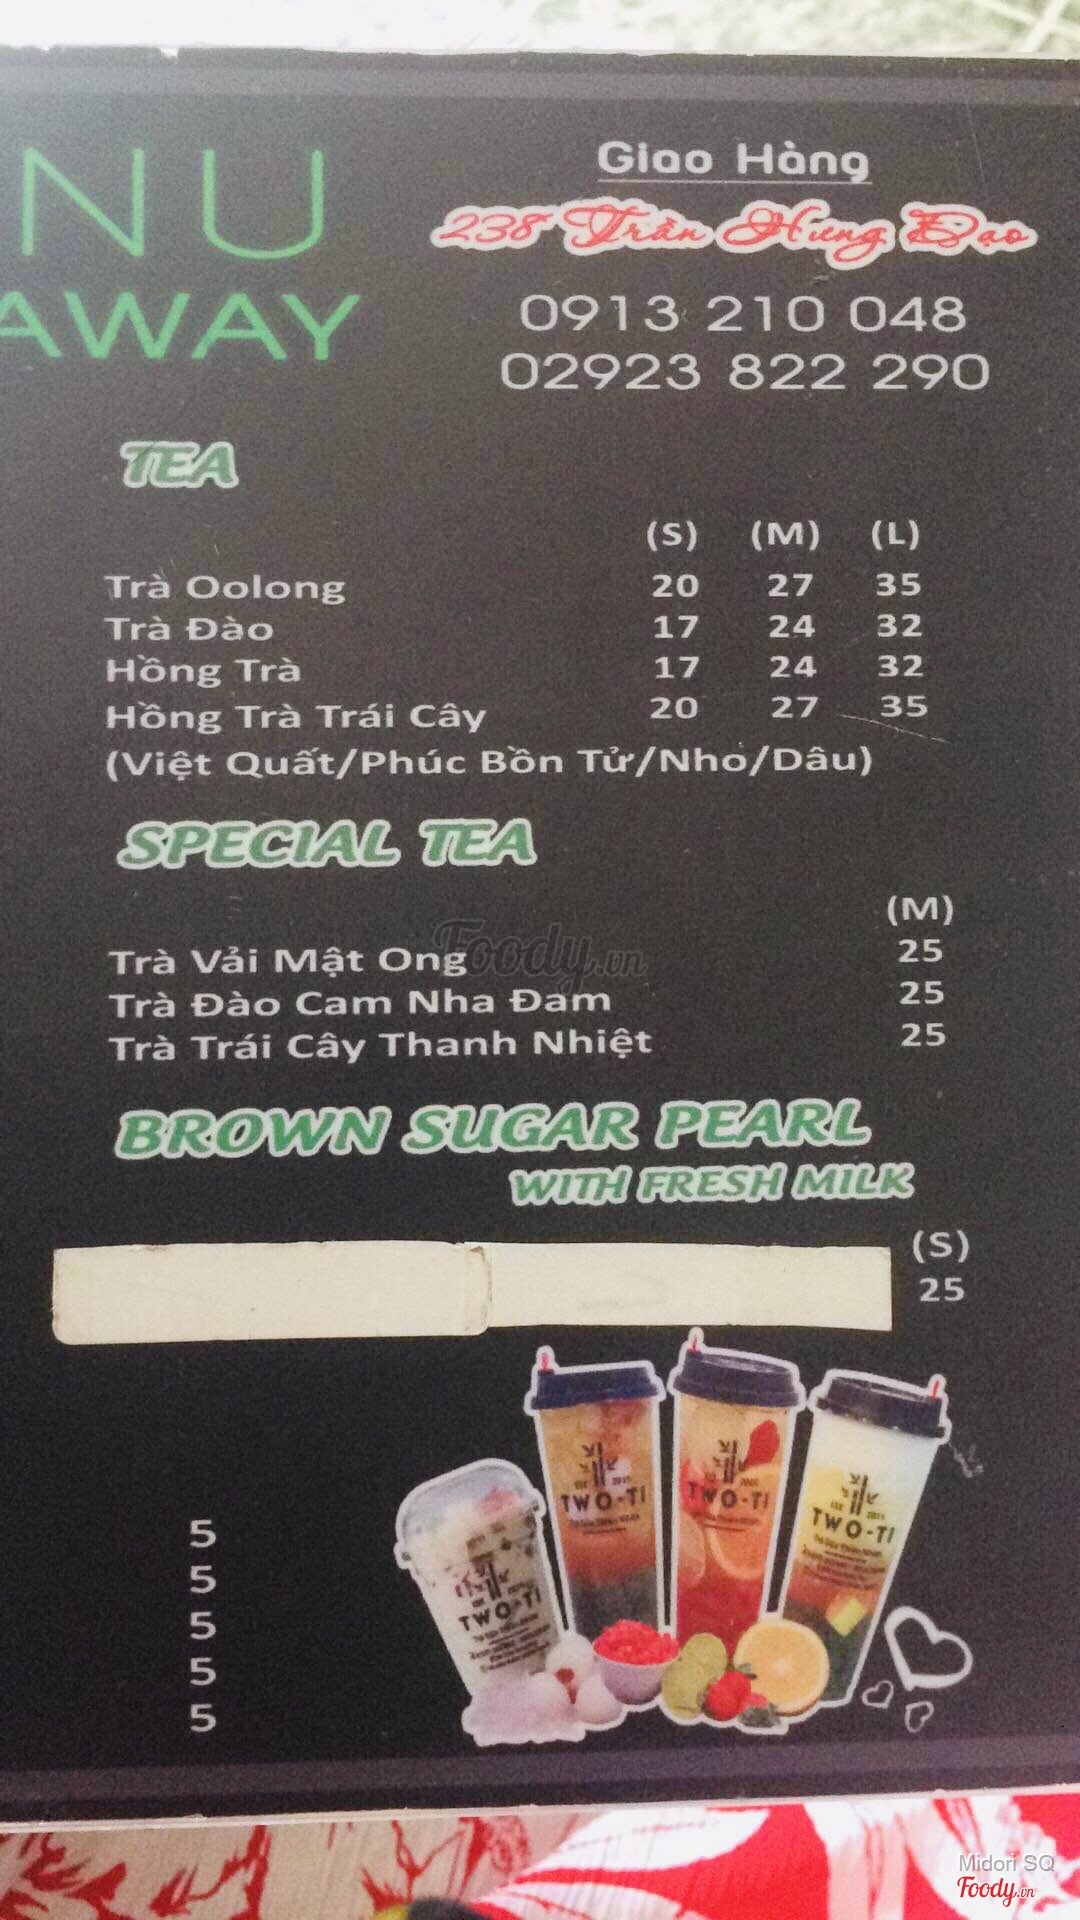 NU
AWAY
Giao Hàng
238 Trần Hưng Đạo
0913 210 048
02923 822 290
TEA
(S) (M) (L)
Trà Oolong 20 27 35
Trà Đào 17 24 32
Hồng Trà 17 24 32
Hồng Trà Trái Cây 20 27 35
(Việt Quất/Phúc Bồn Tử/Nho/Dâu)
SPECIAL TEA
(M)
Trà Vải Mật Ong 25
Trà Đào Cam Nha Đam 25
Trà Trái Cây Thanh Nhiệt 25
Foody.vn
BROWN SUGAR PEARL
WITH FRESH MILK
(S)
25
5
5
5
5
5
TWO-TI
TWO-TI
TWO-TI
TWO-TI
Midori SQ
Foody.vn